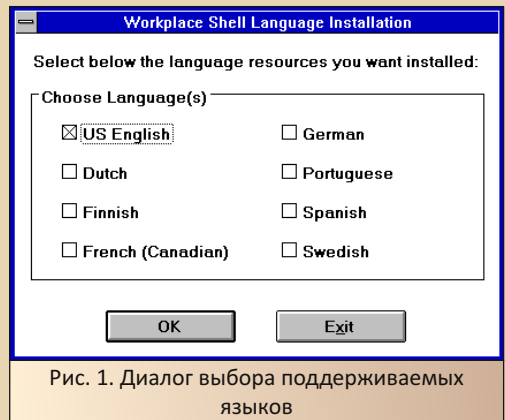 Workplace Shell Language Installation
Select below the language resources you want installed:
Choose Language(s)
US English
German
Dutch
Portuguese
Finnish
Spanish
French (Canadian)
Swedish
OK
Exit
Рис. 1. Диалог выбора поддерживаемых
языков